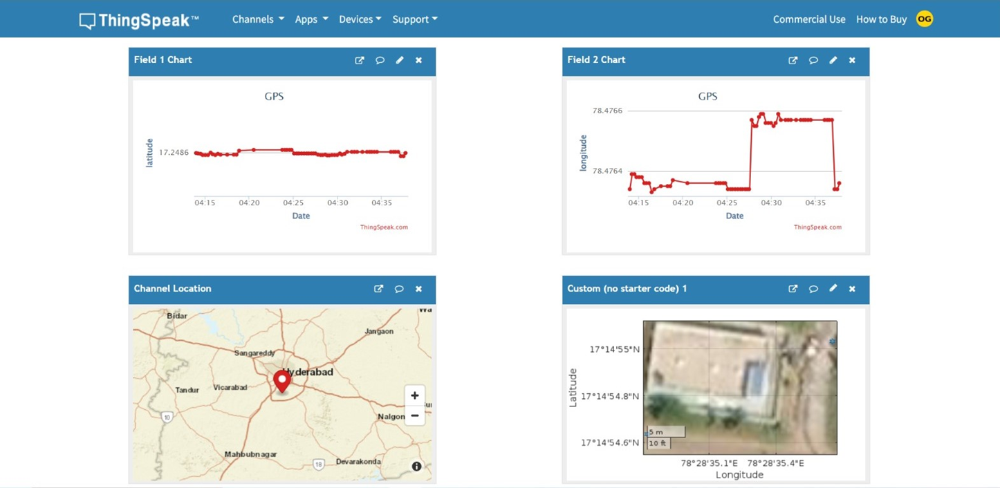 ThingSpeak™ Channels Apps Devices Support Commercial Use How to Buy OG
Field 1 Chart
GPS
latitude
17.2486
04:15 04:20 04:25 04:30 04:35
Date
ThingSpeak.com
Field 2 Chart
GPS
longitude
78.4766
78.4764
04:15 04:20 04:25 04:30 04:35
Date
ThingSpeak.com
Channel Location
Bidar
Jangaon
Sangareddy
Hyderabad
Tandur
Vicarabad
+
10
Nalgon
−
Mahbubnagar
18
Devarakonda
i
Custom (no starter code) 1
Latitude
17°14'55"N
17°14'54.8"N
17°14'54.6"N
5 m
10 ft
78°28'35.1"E 78°28'35.4"E
Longitude